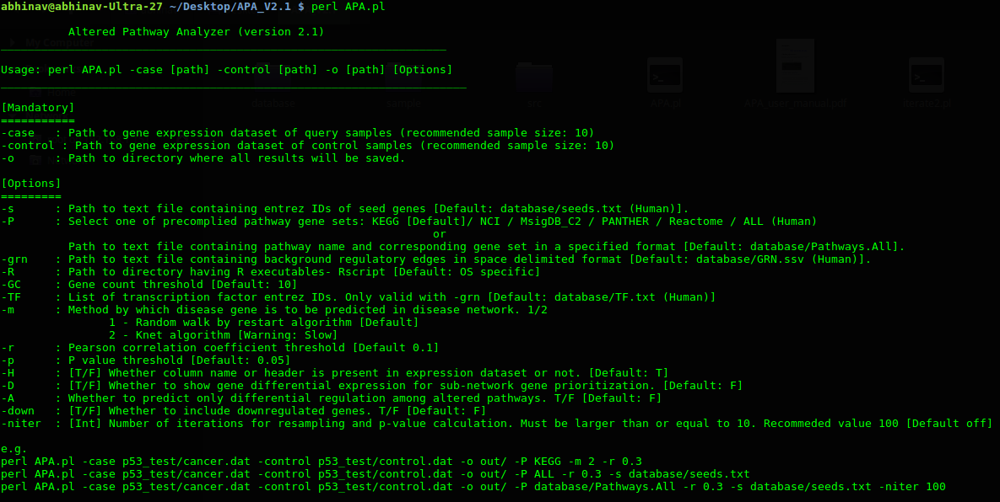 abhinav@abhinav-Ultra-27 ~/Desktop/APA_V2.1 $ perl APA.pl
Altered Pathway Analyzer (version 2.1)
Usage: perl APA.pl -case [path] -control [path] -o [path] [Options]
[Mandatory]
===========
-case   : Path to gene expression dataset of query samples (recommended sample size: 10)
-control : Path to gene expression dataset of control samples (recommended sample size: 10)
-o      : Path to directory where all results will be saved.
[Options]
=========
-s      : Path to text file containing entrez IDs of seed genes [Default: database/seeds.txt (Human)].
-P      : Select one of precomplied pathway gene sets: KEGG [Default]/ NCI / MsigDB_C2 / PANTHER / Reactome / ALL (Human)
or
Path to text file containing pathway name and corresponding gene set in a specified format [Default: database/Pathways.All].
-grn    : Path to text file containing background regulatory edges in space delimited format [Default: database/GRN.ssv (Human)].
-R      : Path to directory having R executables- Rscript [Default: OS specific]
-GC     : Gene count threshold [Default: 10]
-TF     : List of transcription factor entrez IDs. Only valid with -grn [Default: database/TF.txt (Human)]
-m      : Method by which disease gene is to be predicted in disease network. 1/2
1 - Random walk by restart algorithm [Default]
2 - Knet algorithm [Warning: Slow]
-r      : Pearson correlation coefficient threshold [Default 0.1]
-p      : P value threshold [Default: 0.05]
-H      : [T/F] Whether column name or header is present in expression dataset or not. [Default: T]
-D      : [T/F] Whether to show gene differential expression for sub-network gene prioritization. [Default: F]
-A      : Whether to predict only differential regulation among altered pathways. T/F [Default: F]
-down   : [T/F] Whether to include downregulated genes. T/F [Default: F]
-niter  : [Int] Number of iterations for resampling and p-value calculation. Must be larger than or equal to 10. Recommeded value 100 [Default off]
e.g.
perl APA.pl -case p53_test/cancer.dat -control p53_test/control.dat -o out/ -P KEGG -m 2 -r 0.3
perl APA.pl -case p53_test/cancer.dat -control p53_test/control.dat -o out/ -P ALL -r 0.3 -s database/seeds.txt
perl APA.pl -case p53_test/cancer.dat -control p53_test/control.dat -o out/ -P database/Pathways.All -r 0.3 -s database/seeds.txt -niter 100